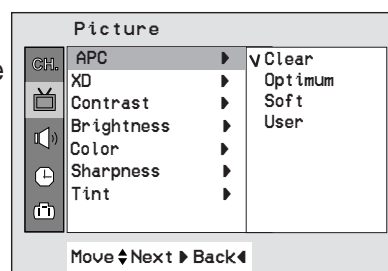 Picture
e
CH.
APC
XD
Contrast
Brightness
Color
Sharpness
Tint
Clear
Optimum
Soft
User
Move Next Back